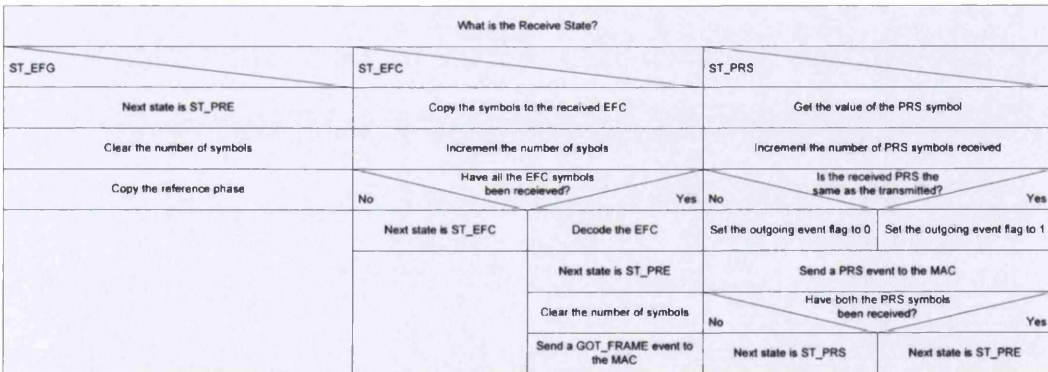 What is the Receive State?
ST_EFG
ST_EFC
ST_PRS
Next state is ST_PRE
Copy the symbols to the received EFC
Get the value of the PRS symbol
Clear the number of sybols
Increment the number of sybols
Increment the number of PRS symbols received
Copy the reference phase
Have all the EFC symbols
been receieved?
No
Yes
Is the received PRS the
same as the transmitted?
No
Yes
Next state is ST_EFC
Decode the EFC
Set the outgoing event flag to 0
Set the outgoing event flag to 1
Next state is ST_PRE
Send a PRS event to the MAC
Clear the number of symbols
Have both the PRS symbols
been received?
No
Yes
Send a GOT_FRAME event to
the MAC
Next state is ST_PRS
Next state is ST_PRE